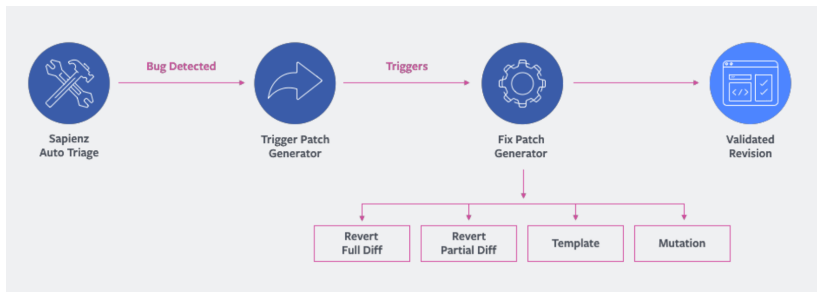 Bug Detected
Triggers
Sapienz
Auto Triage
Trigger Patch
Generator
Fix Patch
Generator
Validated
Revision
Revert
Full Diff
Revert
Partial Diff
Template
Mutation